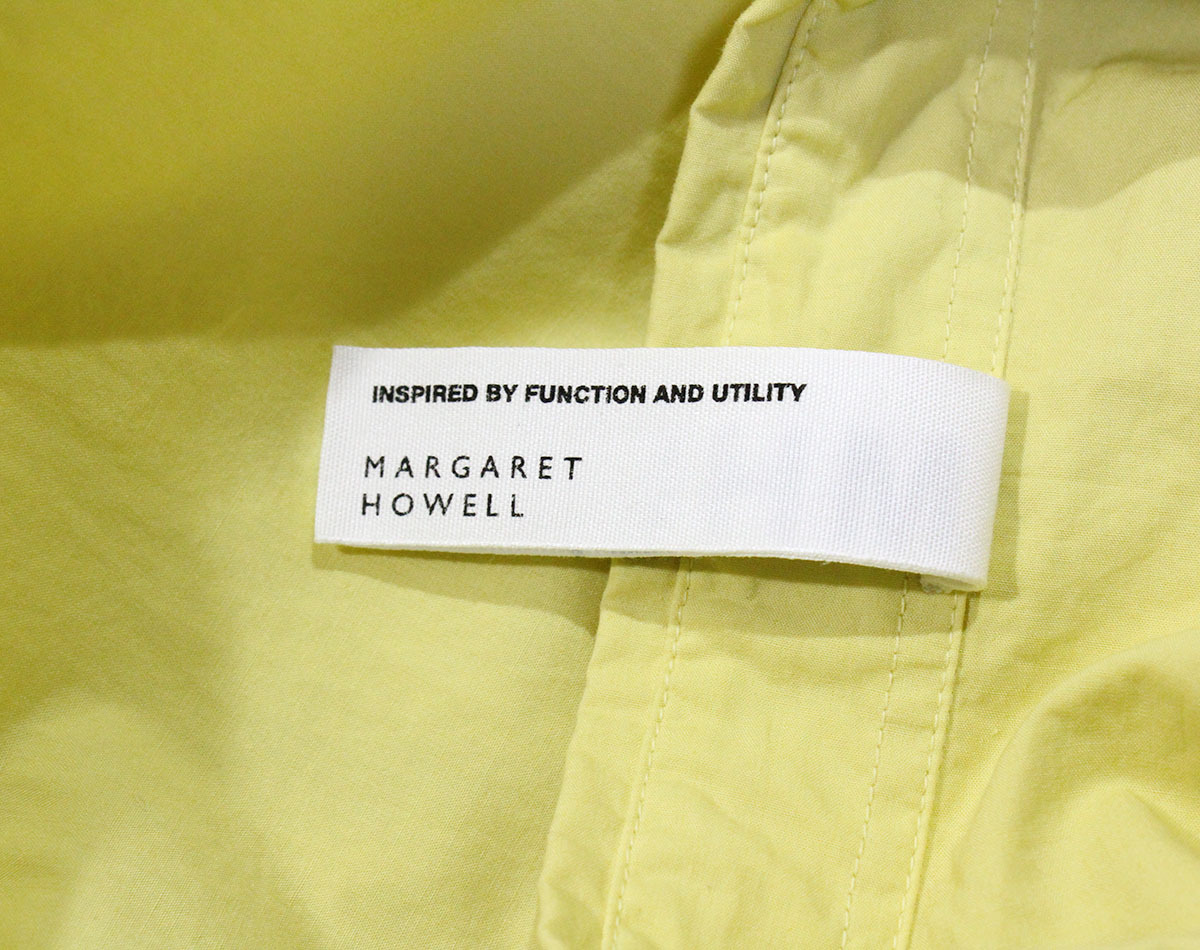 INSPIRED BY FUNCTION AND UTILITY
MARGARET
HOWELL